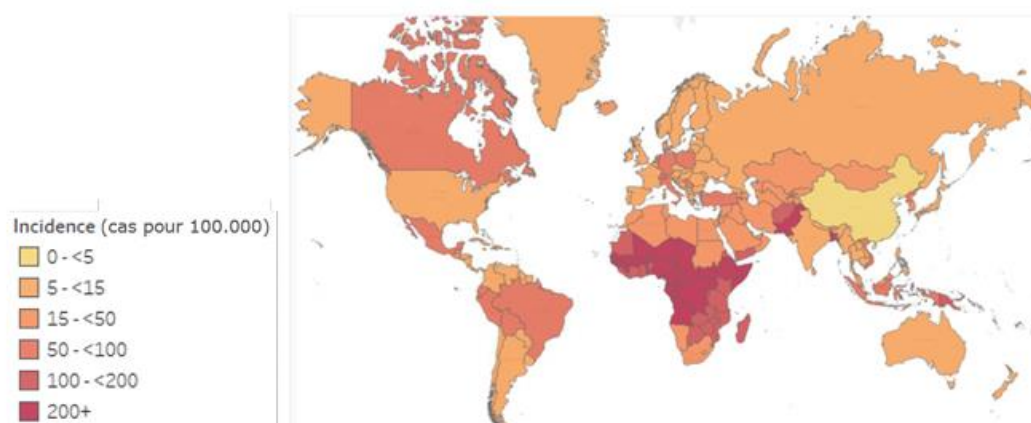 Incidence (cas pour 100.000)
0 - <5
5 - <15
15 - <50
50 - <100
100 - <200
200+